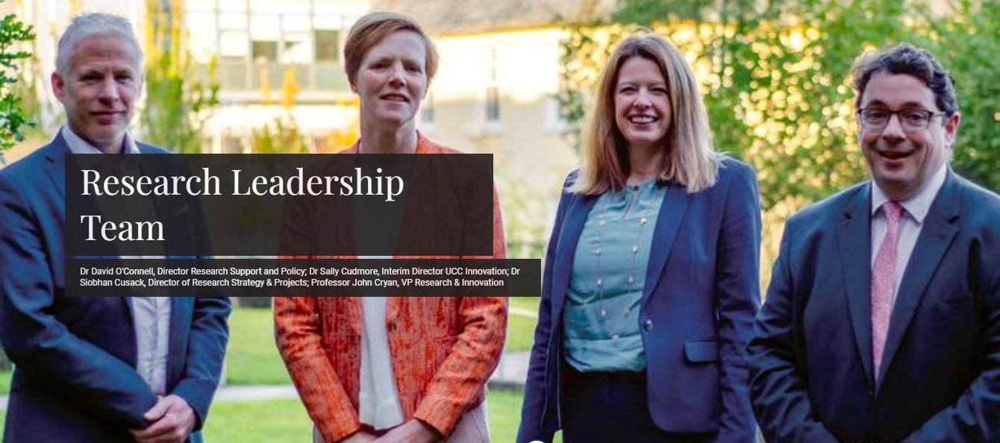 Research Leadership
Team
Dr David O'Connell, Director Research Support and Policy; Dr Sally Cudmore, Interim Director UCC Innovation; Dr
Siobhan Cusack, Director of Research Strategy & Projects; Professor John Cryan, VP Research & Innovation